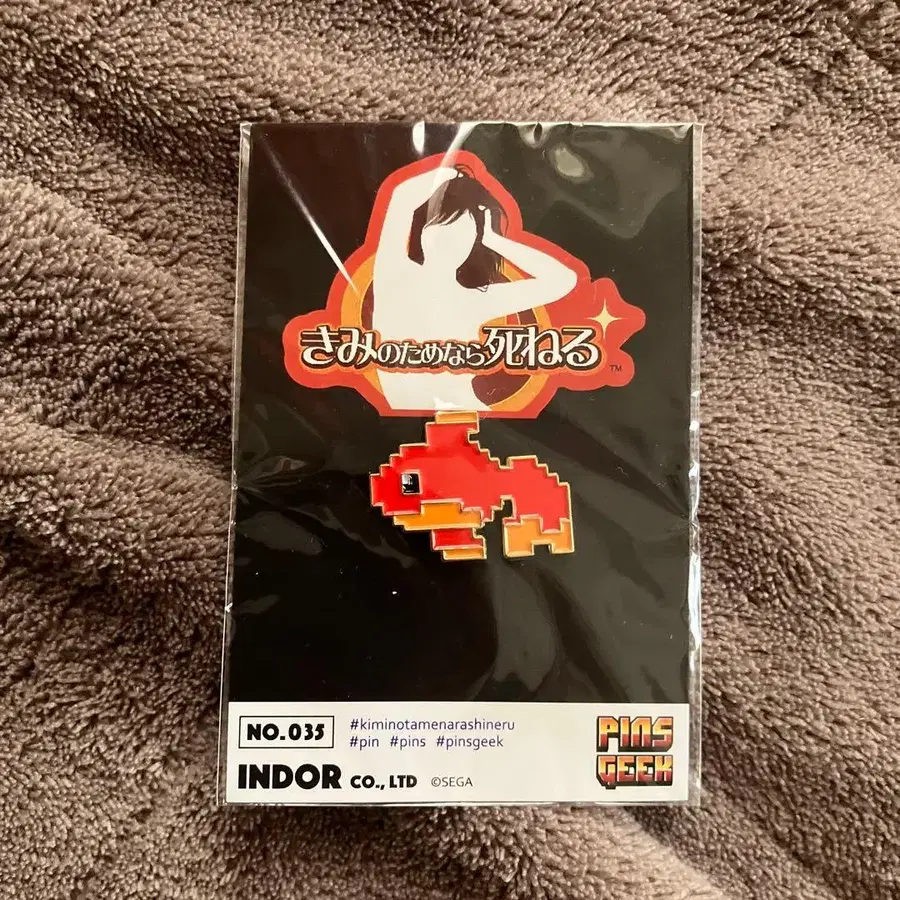 きみのためなら死ねる
TM
NO.035
#kiminotamenarashineru
#pin #pins #pinsgeek
INDOR CO., LTD ©SEGA
PINS
GEEK